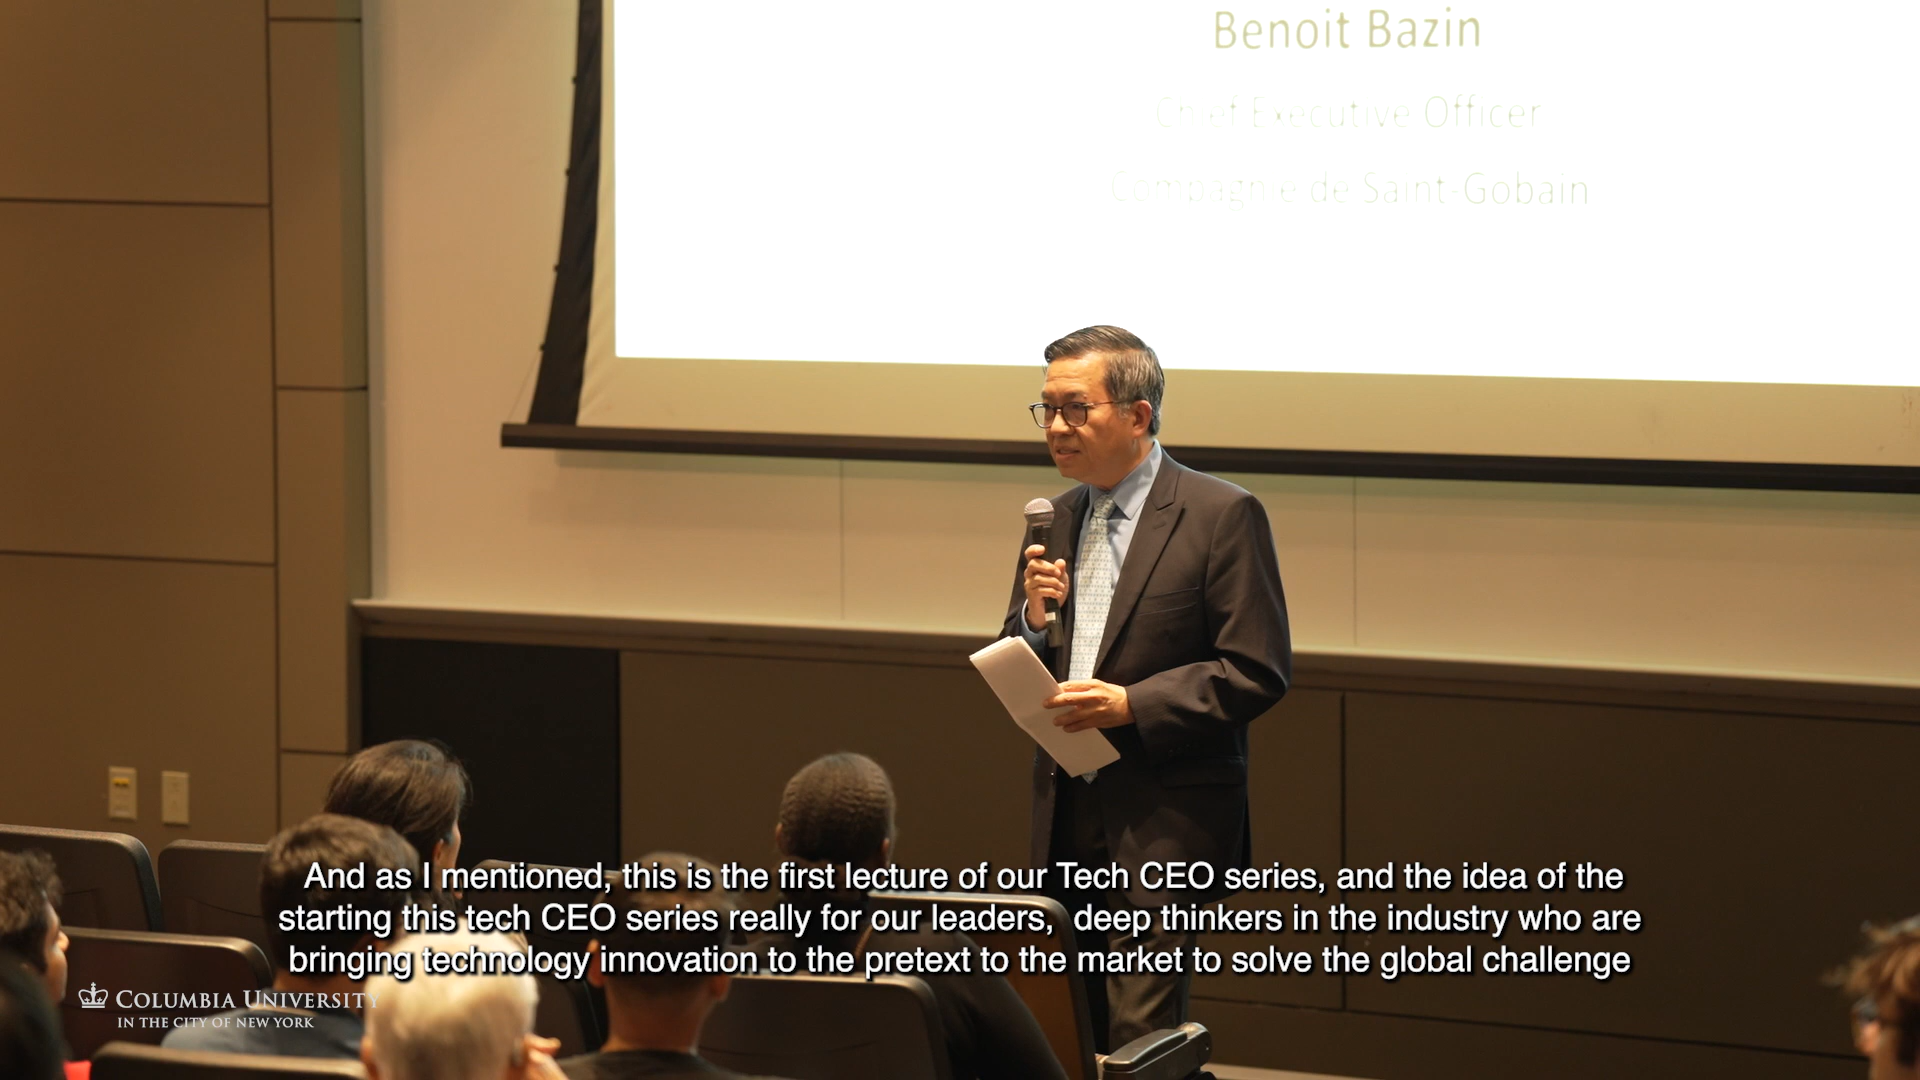 Benoit Bazin
Chief Executive Officer
Compagnie de Saint-Gobain
And as I mentioned, this is the first lecture of our Tech CEO series, and the idea of the
starting this tech CEO series really for our leaders, deep thinkers in the industry who are
bringing technology innovation to the pretext to the market to solve the global challenge
COLUMBIA UNIVERSITY
IN THE CITY OF NEW YORK